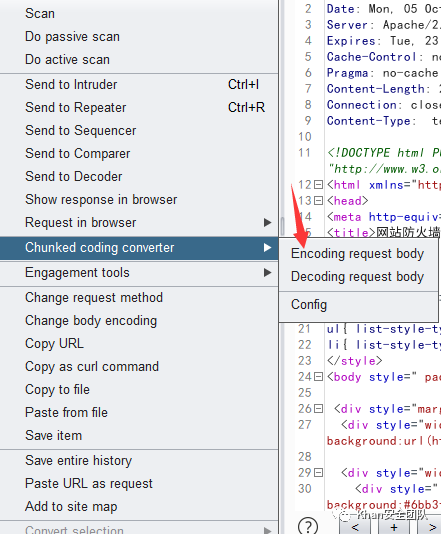 Scan
Do passive scan
Do active scan
Send to Intruder Ctrl+I
Send to Repeater Ctrl+R
Send to Sequencer
Send to Comparer
Send to Decoder
Show response in browser
Request in browser
Chunked coding converter
Engagement tools
Change request method
Change body encoding
Copy URL
Copy as curl command
Copy to file
Paste from file
Save item
Save entire history
Paste URL as request
Add to site map
Convert selection
Encoding request body
Decoding request body
Config
2 Date: Mon, 05 Oc
3 Server: Apache/2.
4 Expires: Tue, 23
5 Cache-Control: no
6 Pragma: no-cache
7 Content-Length: 2
8 Connection: close
9 Content-Type: te
10
11 <!DOCTYPE html PU
"http://www.w3.o
12 <html xmlns="http
13 <head>
14 <meta http-equiv=
15 <title>网站防火墙
21 ul{ list-style-ty
22 li{ list-style-ty
23 </style>
24 <body style=" pad
25
26 <div style="marg
27 <div style="wid
background:url(ht
28
29 <div style="wid
30 <div style="
background:#6bb3
Khan安全团队
? < + >